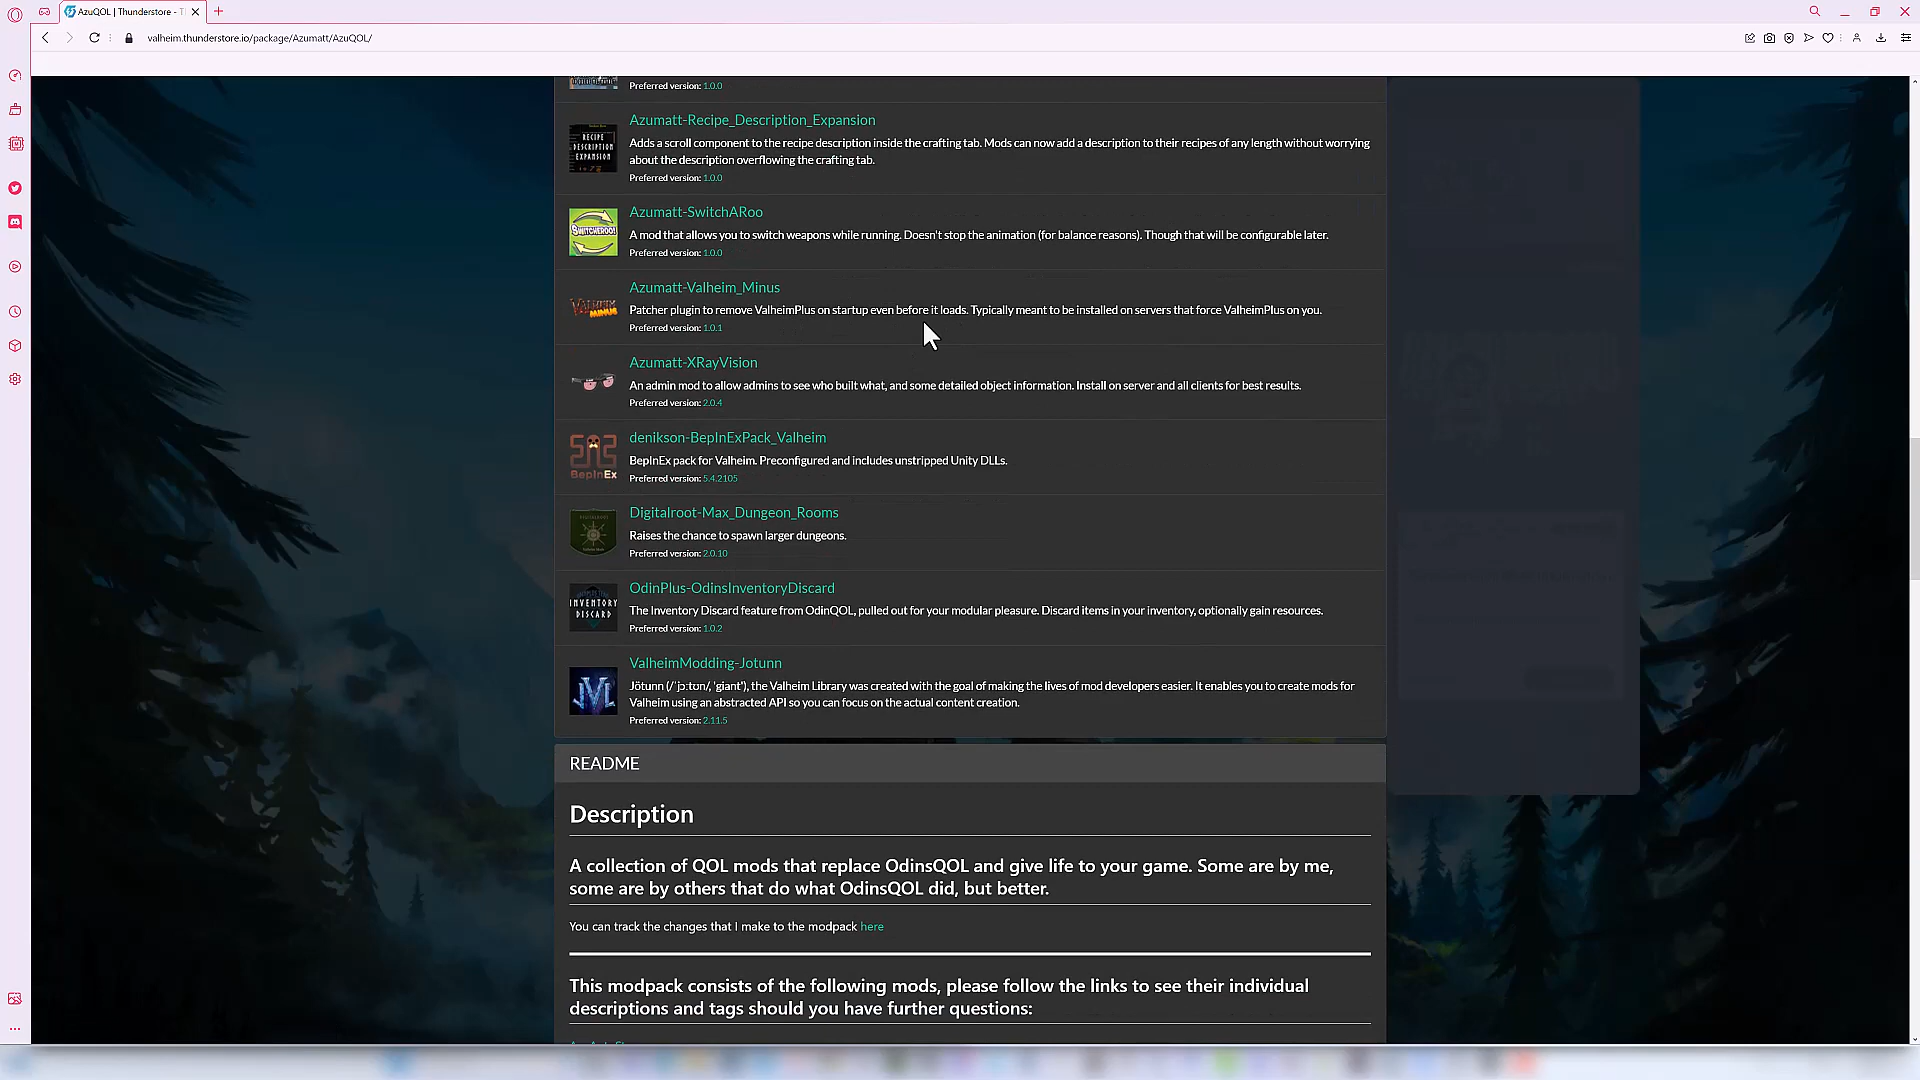 AzuQOL | Thunderstore - T
valheim.thunderstore.io/package/Azumatt/AzuQOL/
Preferred version: 1.0.0
Azumatt-Recipe_Description_Expansion
RECIPE
DESCRIPTION
EXPANSION
Adds a scroll component to the recipe description inside the crafting tab. Mods can now add a description to their recipes of any length without worrying
about the description overflowing the crafting tab.
Preferred version: 1.0.0
Azumatt-SwitchARoo
SWITCHEROO!
A mod that allows you to switch weapons while running. Doesn't stop the animation (for balance reasons). Though that will be configurable later.
Preferred version: 1.0.0
Azumatt-Valheim_Minus
VALHEIM
MINUS
Patcher plugin to remove ValheimPlus on startup even before it loads. Typically meant to be installed on servers that force ValheimPlus on you.
Preferred version: 1.0.1
Azumatt-XRayVision
An admin mod to allow admins to see who built what, and some detailed object information. Install on server and all clients for best results.
Preferred version: 2.0.4
denikson-BepInExPack_Valheim
BepInEx
BepInEx pack for Valheim. Preconfigured and includes unstripped Unity DLLs.
Preferred version: 5.4.2105
Digitalroot-Max_Dungeon_Rooms
Raises the chance to spawn larger dungeons.
Preferred version: 2.0.10
OdinPlus-OdinsInventoryDiscard
INVENTORY
DISCARD
The Inventory Discard feature from OdinQOL, pulled out for your modular pleasure. Discard items in your inventory, optionally gain resources.
Preferred version: 1.0.2
ValheimModding-Jotunn
Jötunn (/ˈjɔːtʊn/, 'giant'), the Valheim Library was created with the goal of making the lives of mod developers easier. It enables you to create mods for
Valheim using an abstracted API so you can focus on the actual content creation.
Preferred version: 2.11.5
README
Description
A collection of QOL mods that replace OdinsQOL and give life to your game. Some are by me,
some are by others that do what OdinsQOL did, but better.
You can track the changes that I make to the modpack here
This modpack consists of the following mods, please follow the links to see their individual
descriptions and tags should you have further questions: